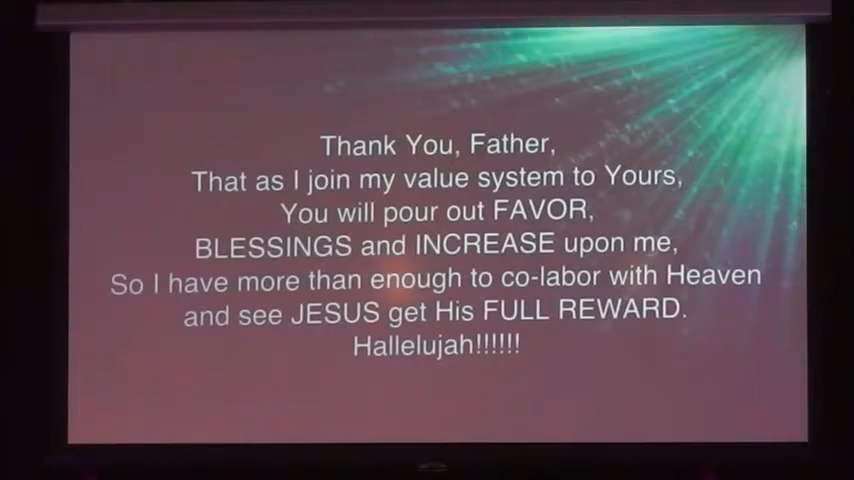 Thank You, Father,
That as I join my value system to Yours,
You will pour out FAVOR,
BLESSINGS and INCREASE upon me,
So I have more than enough to co-labor with Heaven
and see JESUS get His FULL REWARD.
Hallelujah!!!!!!